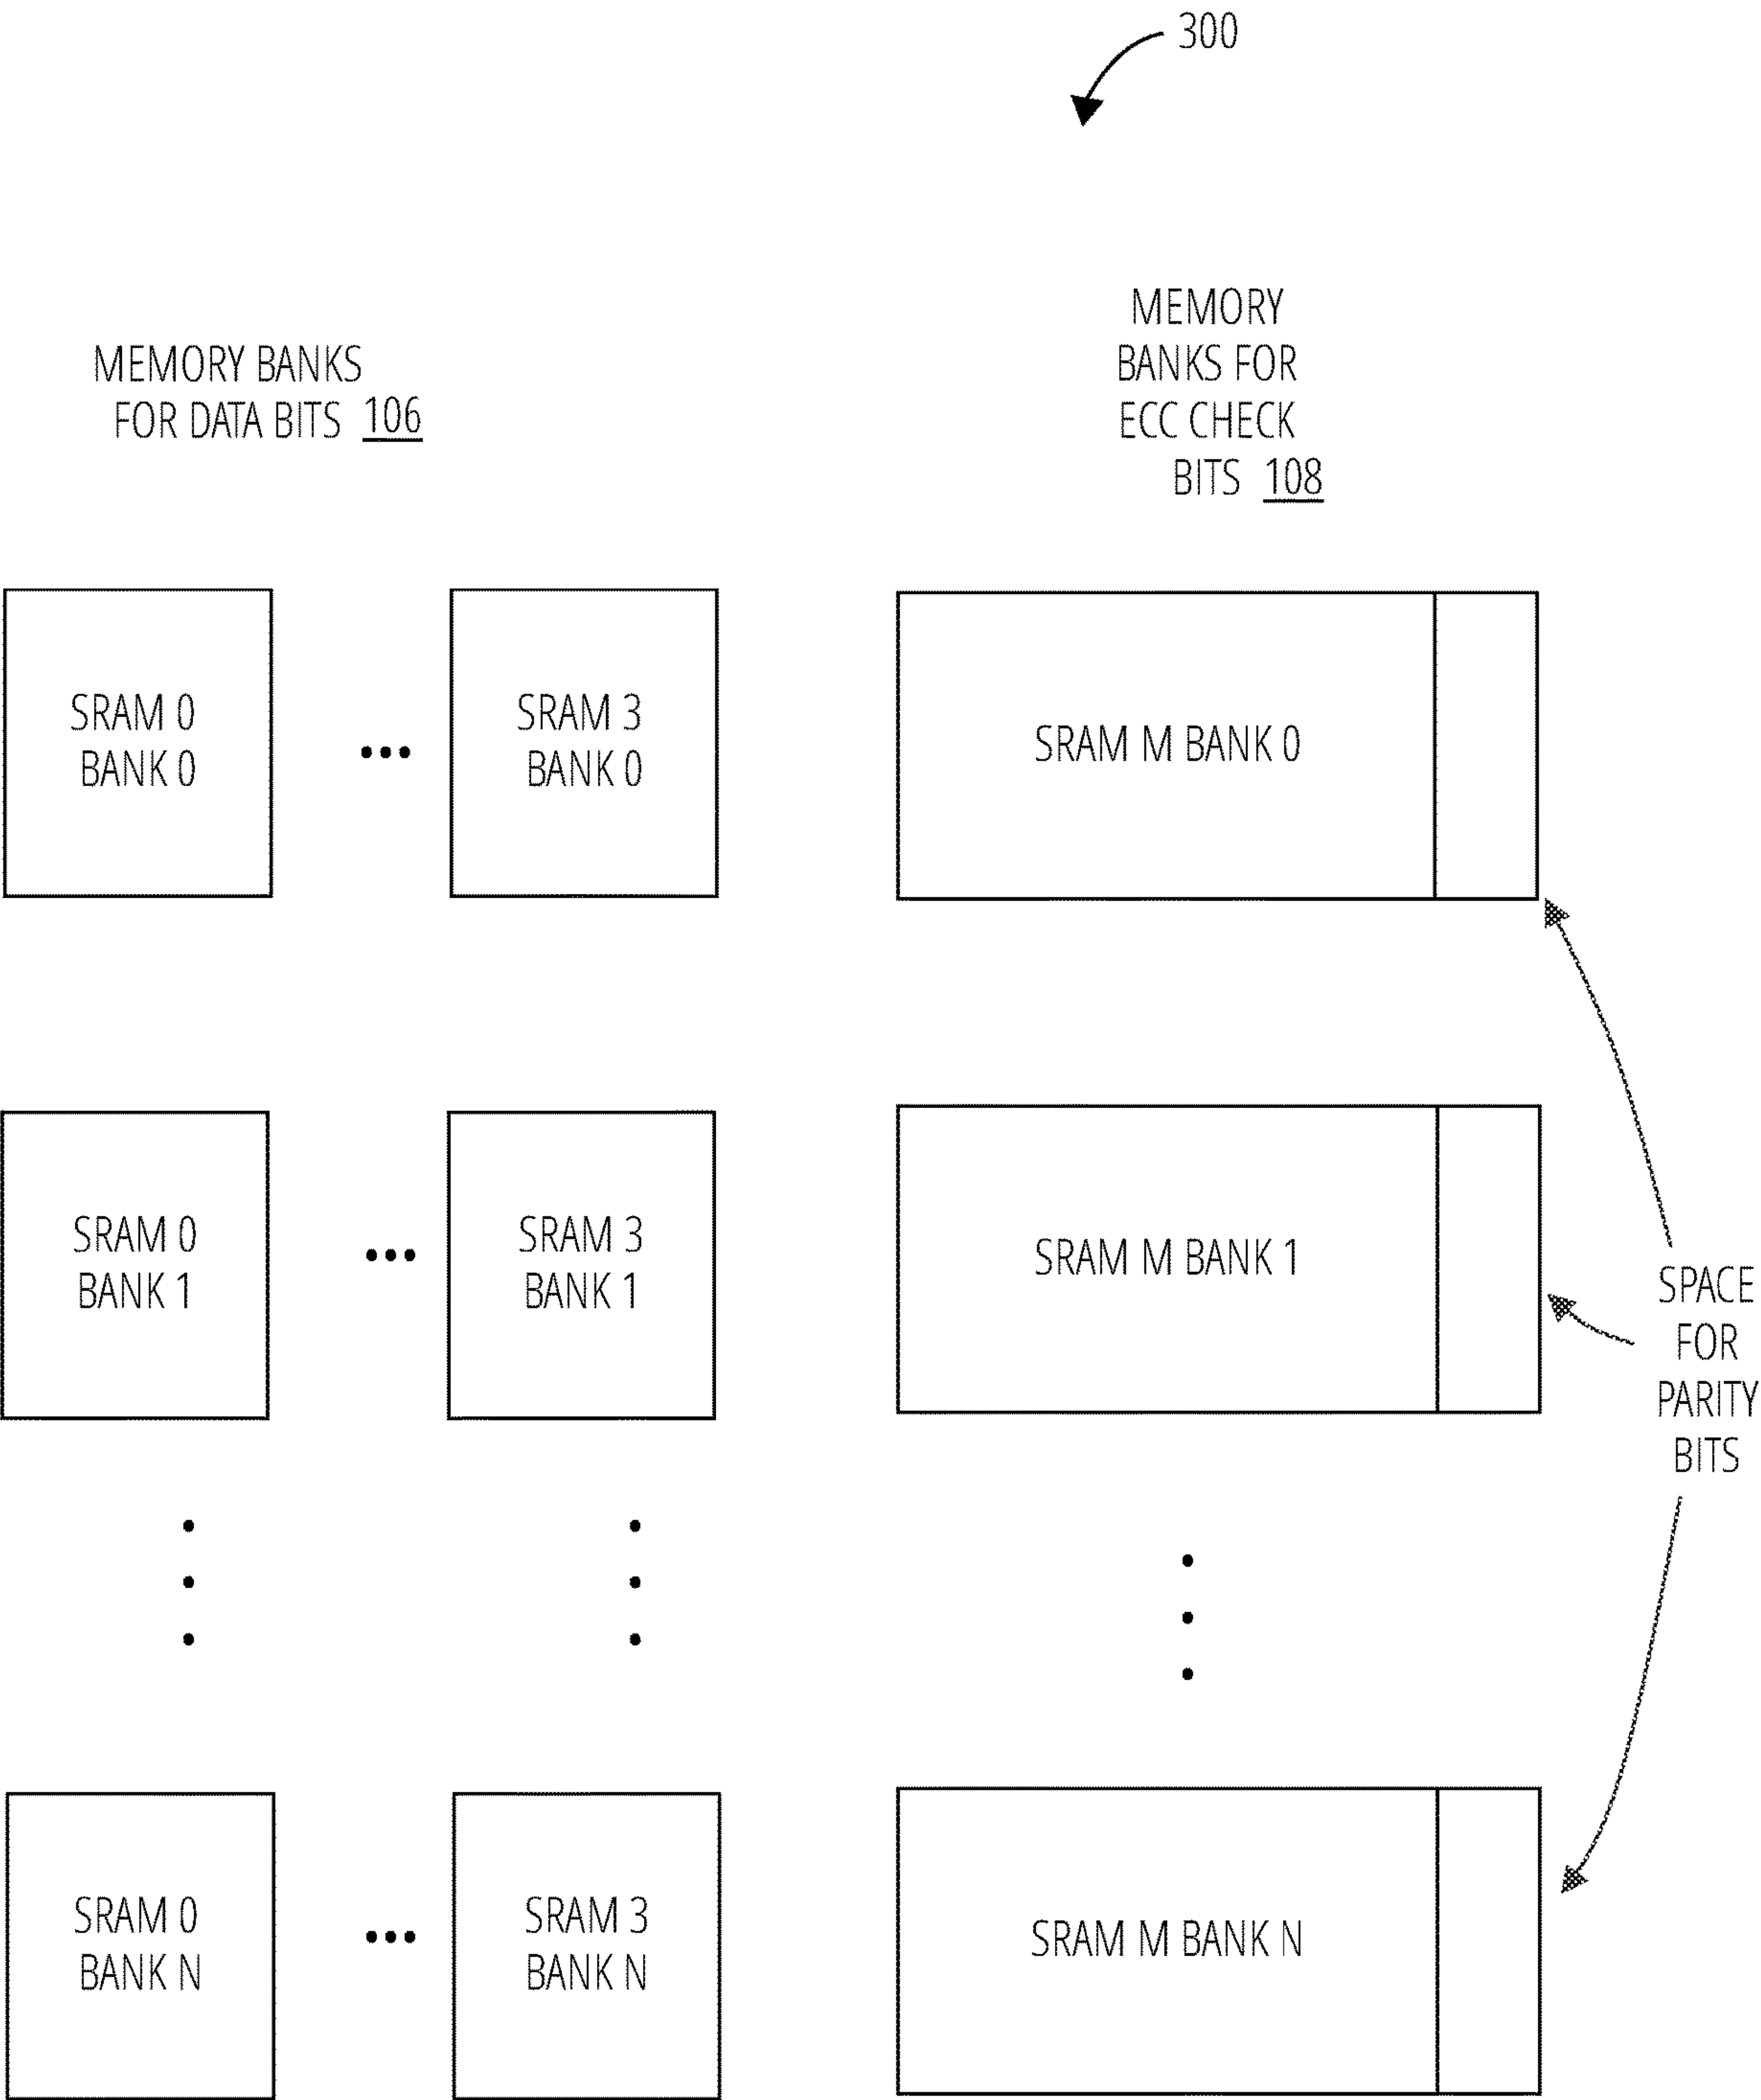 300
MEMORY BANKS
FOR DATA BITS 106
MEMORY
BANKS FOR
ECC CHECK
BITS 108
SRAM 0
BANK 0
SRAM 3
BANK 0
SRAM M BANK 0
SRAM 0
BANK 1
SRAM 3
BANK 1
SRAM M BANK 1
SPACE
FOR
PARITY
BITS
SRAM 0
BANK N
SRAM 3
BANK N
SRAM M BANK N